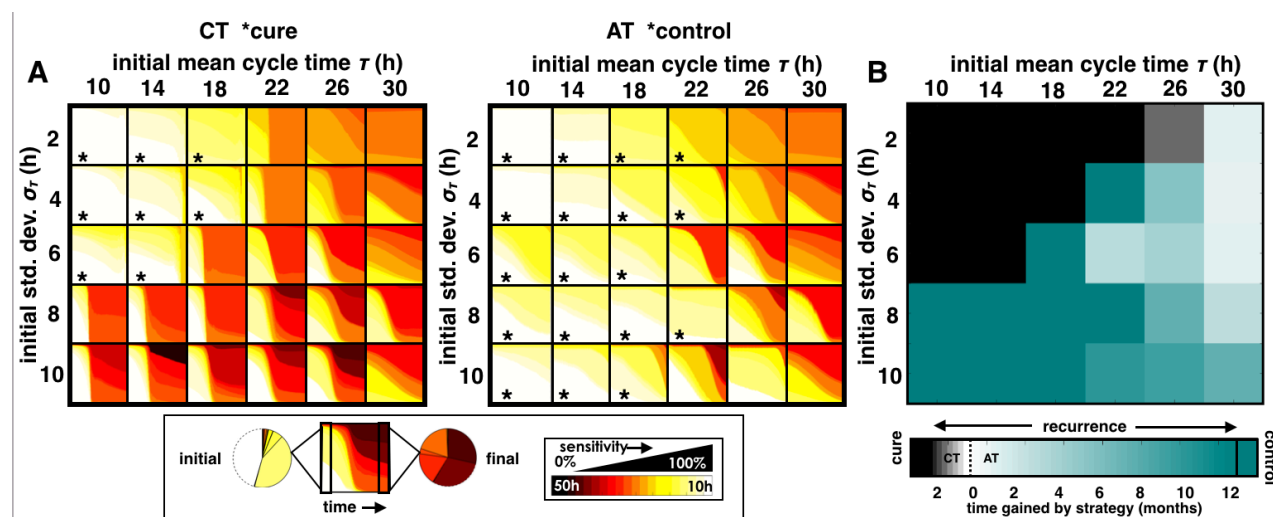 CT *cure
AT *control
A
initial mean cycle time τ (h)
10 14 18 22 26 30
initial std. dev. σT (h)
2
4
6
8
10
* * *
* * *
* *
initial mean cycle time τ (h)
10 14 18 22 26 30
initial std. dev. σT (h)
2
4
6
8
10
* * * *
* * * *
* * *
* * * *
* * *
B
initial mean cycle time τ (h)
10 14 18 22 26 30
initial std. dev. σT (h)
2
4
6
8
10
initial
final
time →
sensitivity→
0% 100%
50h 10h
recurrence
cure
CT AT
control
2 0 2 4 6 8 10 12
time gained by strategy (months)